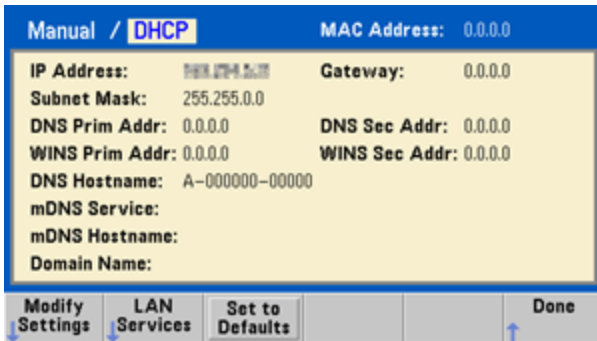 Manual / DHCP MAC Address: 0.0.0.0
IP Address: Gateway: 0.0.0.0
Subnet Mask: 255.255.0.0
DNS Prim Addr: 0.0.0.0 DNS Sec Addr: 0.0.0.0
WINS Prim Addr: 0.0.0.0 WINS Sec Addr: 0.0.0.0
DNS Hostname: A-000000-00000
mDNS Service:
mDNS Hostname:
Domain Name:
Modify Settings LAN Services Set to Defaults Done